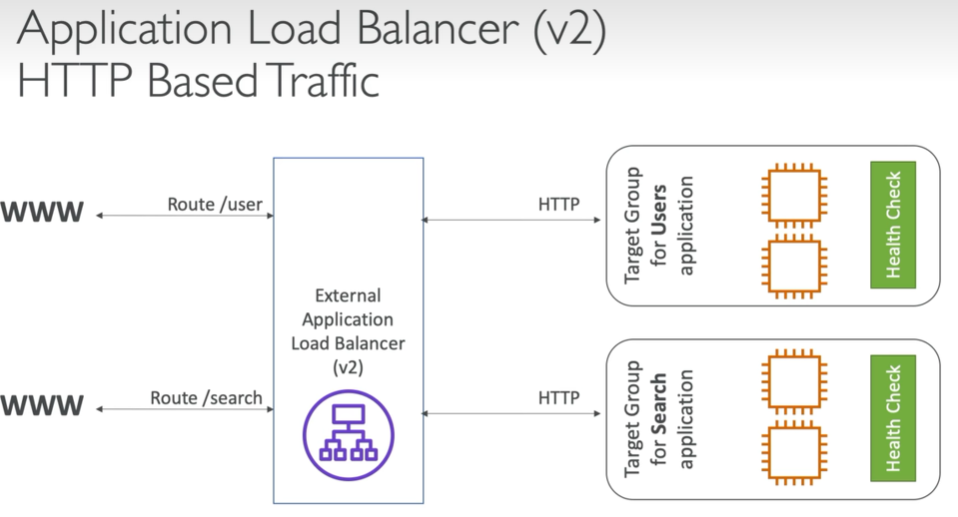 Application Load Balancer (v2)
HTTP Based Traffic
WWW
Route /user
HTTP
Target Group
for Users
application
Health Check
External
Application
Load Balancer
(v2)
WWW
Route /search
HTTP
Target Group
for Search
application
Health Check